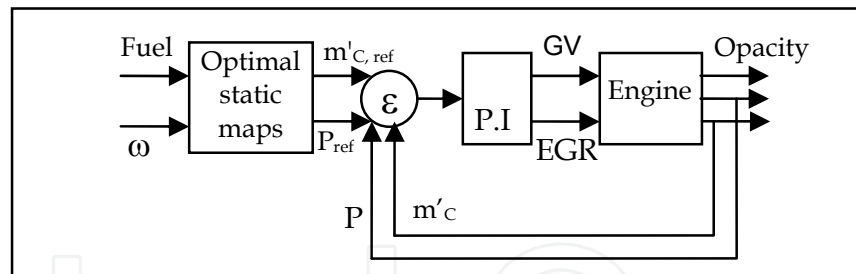 Fuel
ω
Optimal
static
maps
m'C, ref
Pref
ε
P.I
GV
EGR
Engine
Opacity
P
m′C